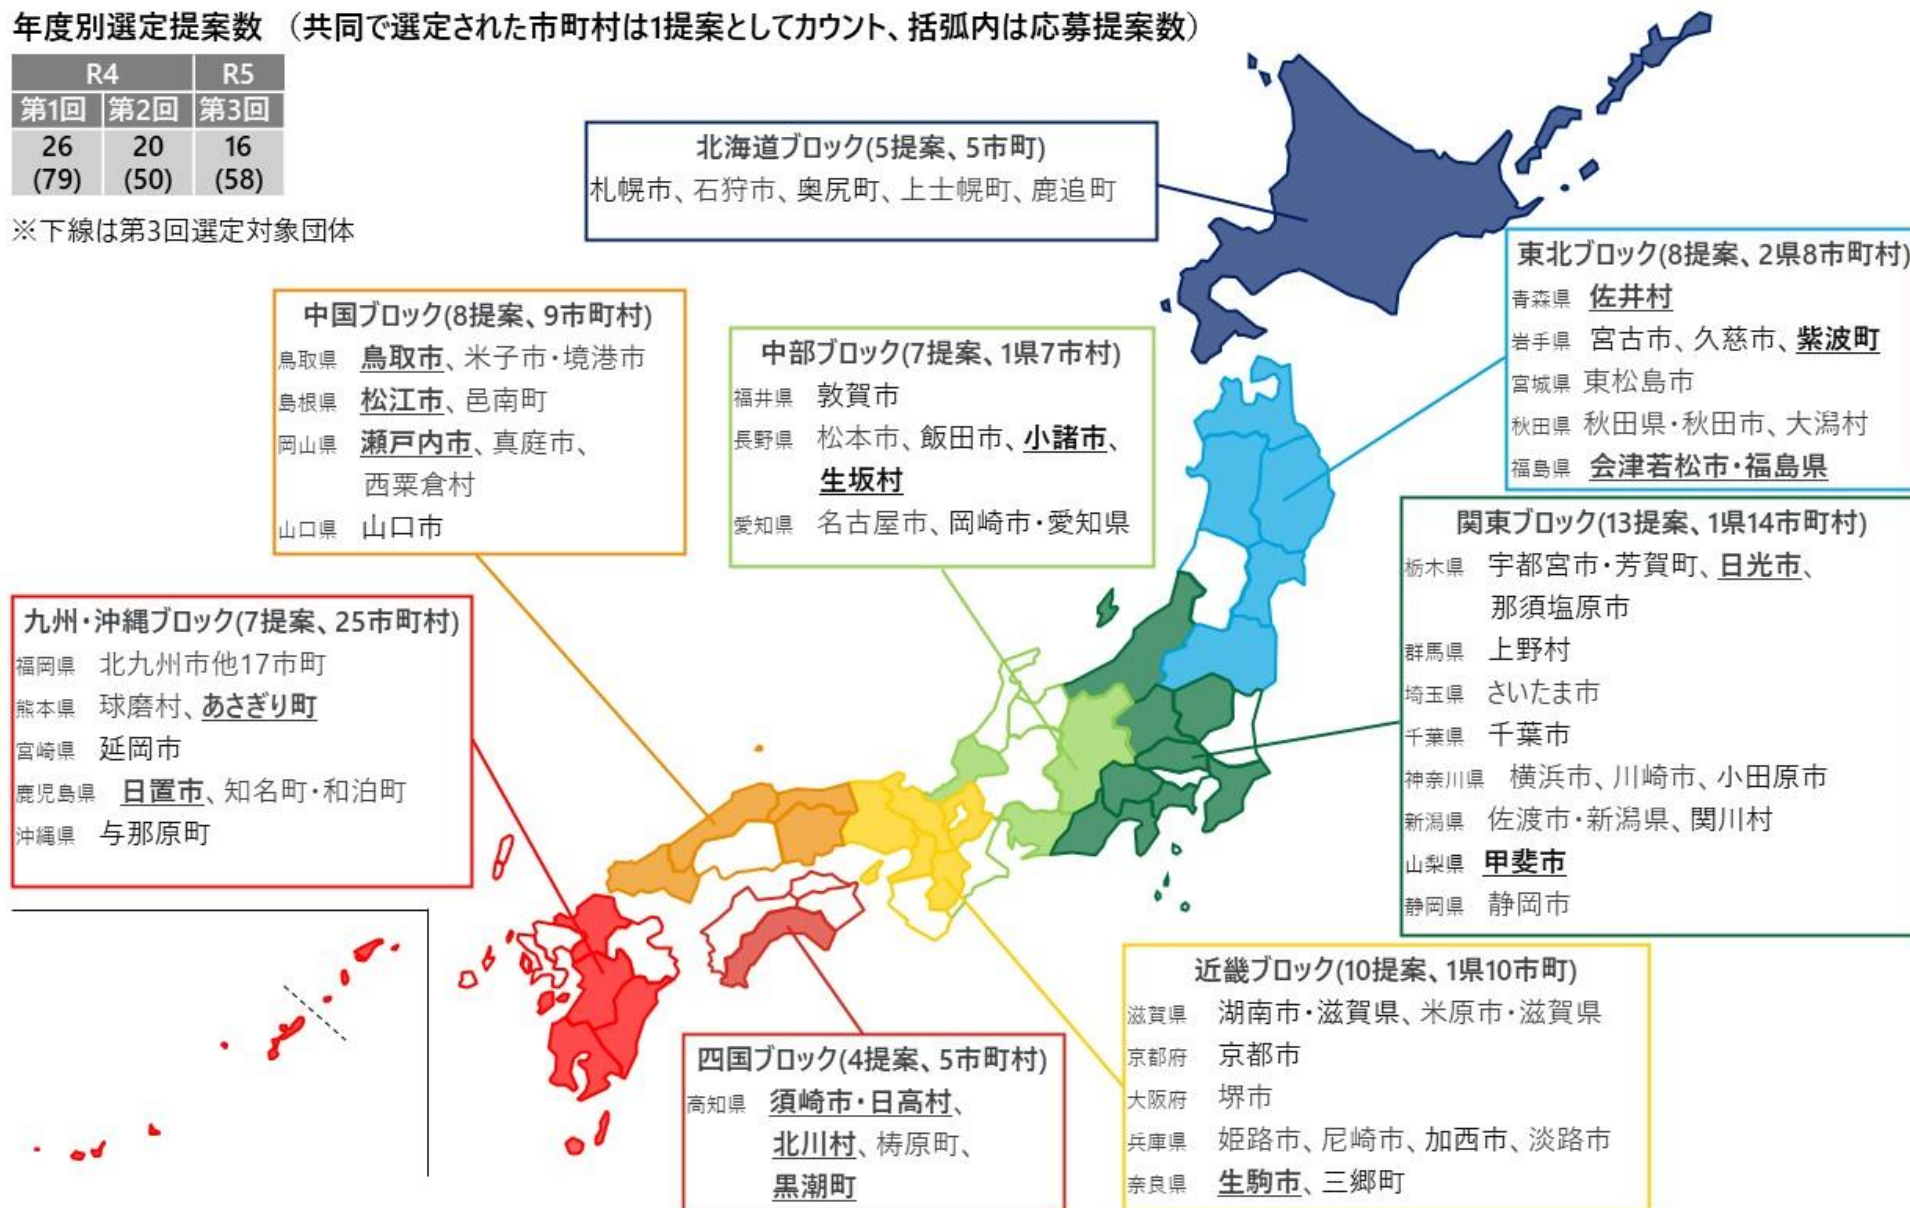 年度別選定提案数 （共同で選定された市町村は1提案としてカウント、括弧内は応募提案数）
R4 R5
第1回 第2回 第3回
26 20 16
(79) (50) (58)
※下線は第3回選定対象団体
北海道ブロック(5提案、5市町)
札幌市、石狩市、奥尻町、上士幌町、鹿追町
東北ブロック(8提案、2県8市町村)
青森県 佐井村
岩手県 宮古市、久慈市、紫波町
宮城県 東松島市
秋田県 秋田県・秋田市、大潟村
福島県 会津若松市・福島県
中国ブロック(8提案、9市町村)
鳥取県 鳥取市、米子市・境港市
島根県 松江市、邑南町
岡山県 瀬戸内市、真庭市、
西粟倉村
山口県 山口市
中部ブロック(7提案、1県7市村)
福井県 敦賀市
長野県 松本市、飯田市、小諸市、
生坂村
愛知県 名古屋市、岡崎市・愛知県
関東ブロック(13提案、1県14市町村)
栃木県 宇都宮市・芳賀町、日光市、
那須塩原市
群馬県 上野村
埼玉県 さいたま市
千葉県 千葉市
神奈川県 横浜市、川崎市、小田原市
新潟県 佐渡市・新潟県、関川村
山梨県 甲斐市
静岡県 静岡市
九州・沖縄ブロック(7提案、25市町村)
福岡県 北九州市他17市町
熊本県 球磨村、あさぎり町
宮崎県 延岡市
鹿児島県 日置市、知名町・和泊町
沖縄県 与那原町
近畿ブロック(10提案、1県10市町)
滋賀県 湖南市・滋賀県、米原市・滋賀県
京都府 京都市
大阪府 堺市
兵庫県 姫路市、尼崎市、加西市、淡路市
奈良県 生駒市、三郷町
四国ブロック(4提案、5市町村)
高知県 須崎市・日高村、
北川村、梼原町、
黒潮町